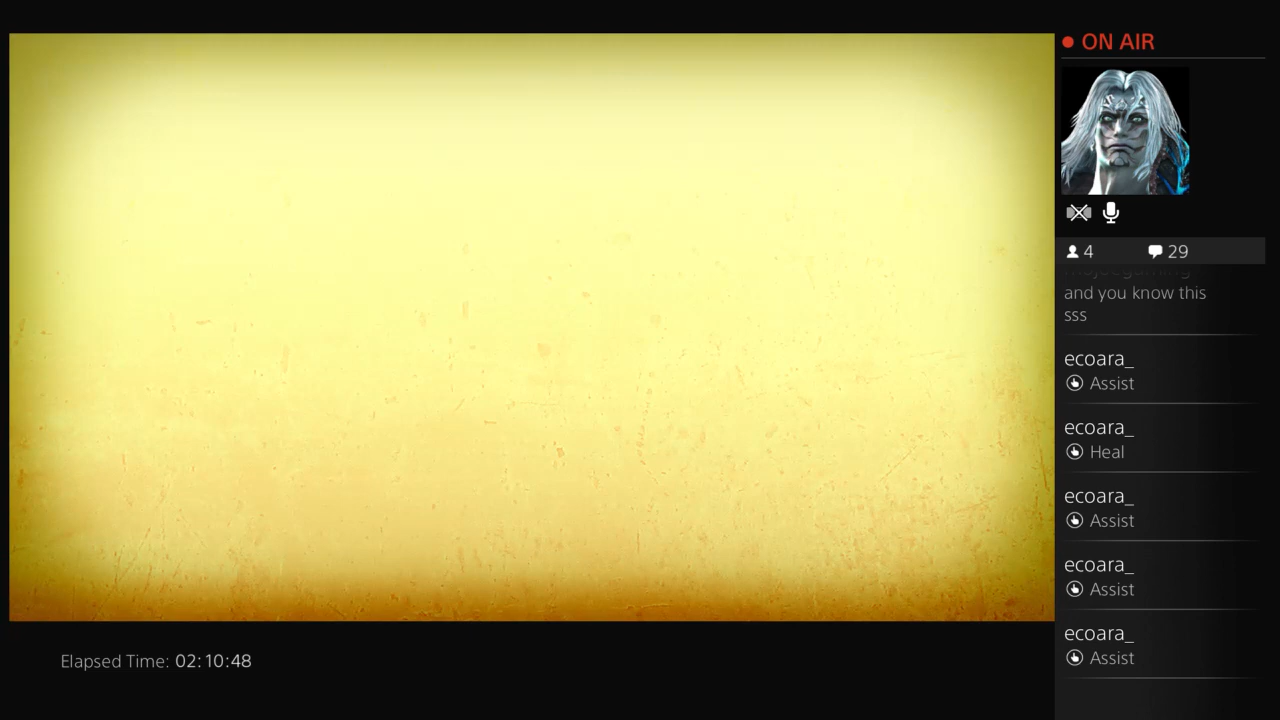 ON AIR
4 29
and you know this
sss
ecoara_
Assist
ecoara_
Heal
ecoara_
Assist
ecoara_
Assist
ecoara_
Assist
Elapsed Time: 02:10:48